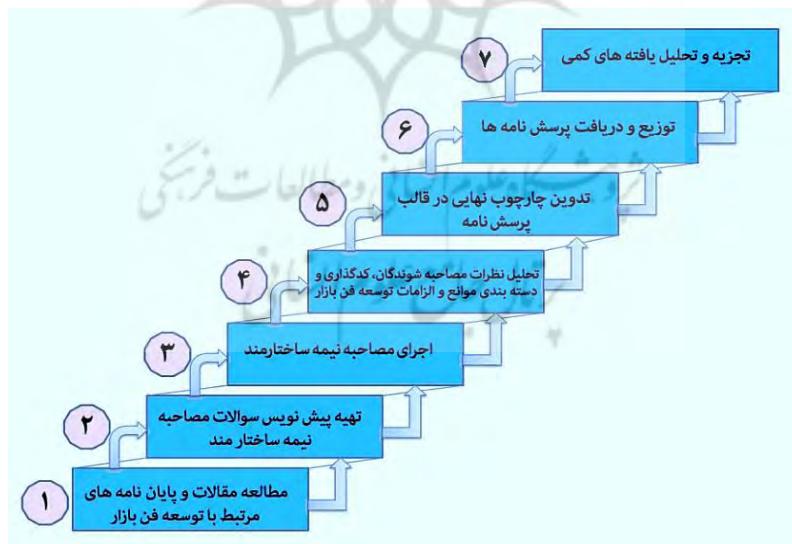 ۷
تجزیه و تحلیل یافته های کمی
۶
توزیع و دریافت پرسش نامه ها
۵
تدوین چارچوب نهایی در قالب
پرسش نامه
۴
تحلیل نظرات مصاحبه شوندگان، کدگذاری و
دسته بندی موانع و الزامات توسعه فن بازار
۳
اجرای مصاحبه نیمه ساختارمند
۲
تهیه پیش نویس سوالات مصاحبه
نیمه ساختار مند
۱
مطالعه مقالات و پایان نامه های
مرتبط با توسعه فن بازار